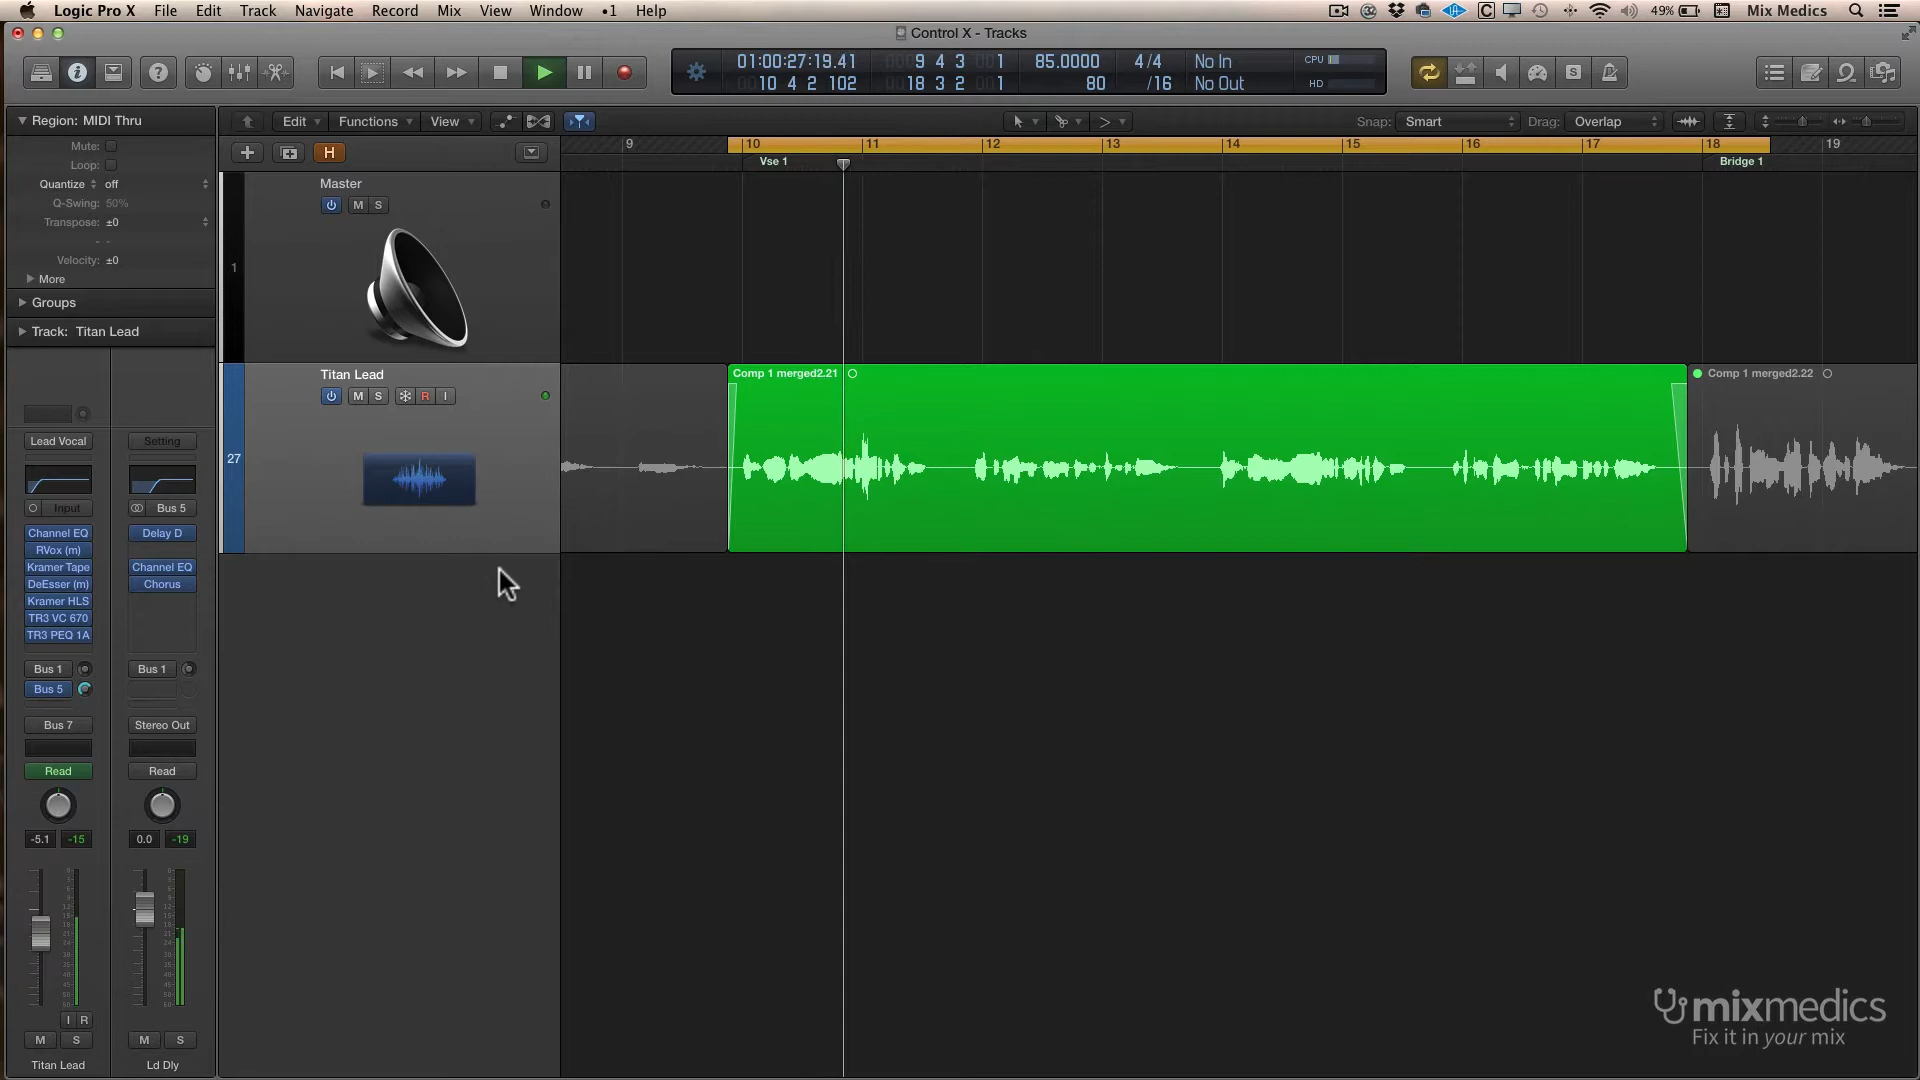 Logic Pro X File Edit Track Navigate Record Mix View Window •1 Help 49% Mix Medics
Control X - Tracks
01:00:27:19.41 9 4 3 1 85.0000 4/4 No In CPU
10 4 2 102 18 3 2 1 80 /16 No Out HD
Region: MIDI Thru
Edit Functions View Snap: Smart Drag: Overlap
Mute:
Loop:
Quantize off
Q-Swing: 50%
Transpose: ±0
- -
Velocity: ±0
More
Groups
Track: Titan Lead
H
9 10 11 12 13 14 15 16 17 18 19
Vse 1 Bridge 1
Master
M S
1
Titan Lead
M S R I
27
Comp 1 merged2.21
Comp 1 merged2.22
Lead Vocal Setting
Input Bus 5
Channel EQ Delay D
RVox (m)
Kramer Tape Channel EQ
DeEsser (m) Chorus
Kramer HLS
TR3 VC 670
TR3 PEQ 1A
Bus 1 Bus 1
Bus 5
Bus 7 Stereo Out
Read Read
-5.1 -15 0.0 -19
I R
M S M S
Titan Lead Ld Dly
mixmedics
Fix it in your mix